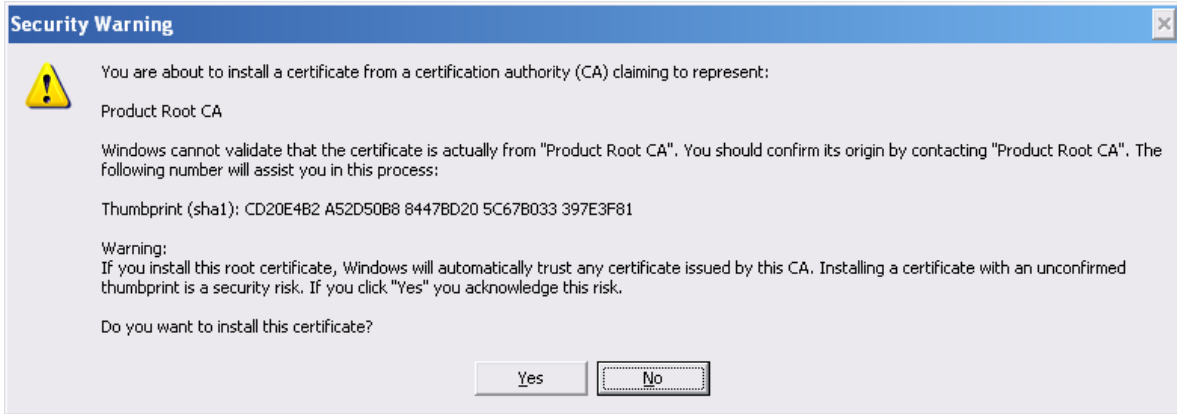 Security Warning
You are about to install a certificate from a certification authority (CA) claiming to represent:
Product Root CA
Windows cannot validate that the certificate is actually from "Product Root CA". You should confirm its origin by contacting "Product Root CA". The
following number will assist you in this process:
Thumbprint (sha1): CD20E4B2 A52D50B8 8447BD20 5C67B033 397E3F81
Warning:
If you install this root certificate, Windows will automatically trust any certificate issued by this CA. Installing a certificate with an unconfirmed
thumbprint is a security risk. If you click "Yes" you acknowledge this risk.
Do you want to install this certificate?
Yes
No